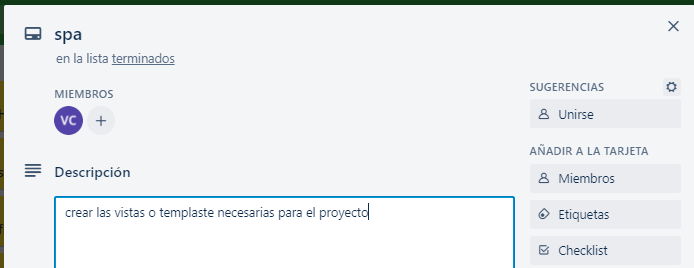 spa
en la lista terminados
MIEMBROS
VC +
Descripción
crear las vistas o templaste necesarias para el proyecto
SUGERENCIAS
Unirse
AÑADIR A LA TARJETA
Miembros
Etiquetas
Checklist